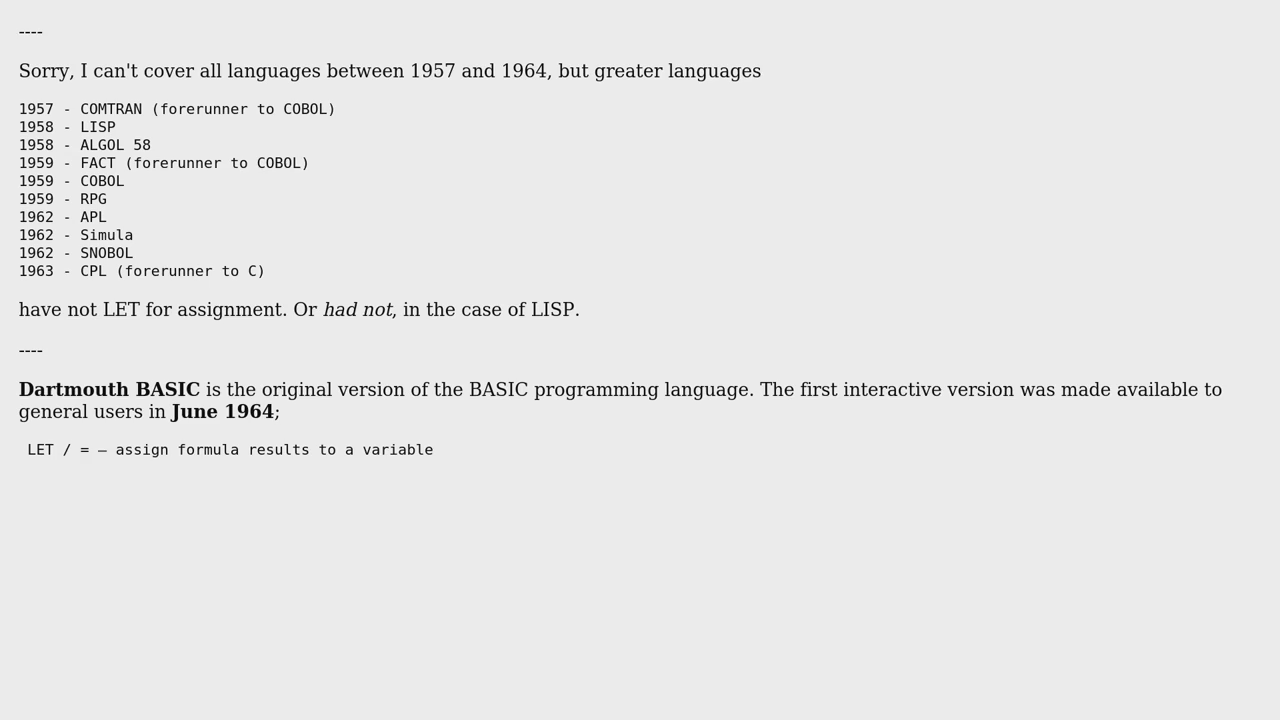 ----
Sorry, I can't cover all languages between 1957 and 1964, but greater languages
1957 - COMTRAN (forerunner to COBOL)
1958 - LISP
1958 - ALGOL 58
1959 - FACT (forerunner to COBOL)
1959 - COBOL
1959 - RPG
1962 - APL
1962 - Simula
1962 - SNOBOL
1963 - CPL (forerunner to C)
have not LET for assignment. Or had not, in the case of LISP.
----
Dartmouth BASIC is the original version of the BASIC programming language. The first interactive version was made available to
general users in June 1964;
LET / = — assign formula results to a variable